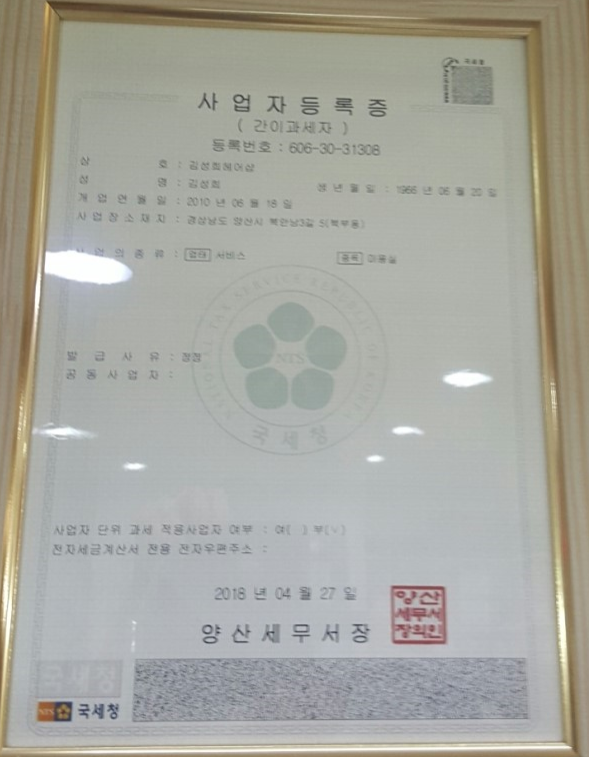 사업자등록증
( 간이과세자 )
등록번호 : 606-30-31308
상 호 : 김성희헤어샵
성 명 : 김성희 생 년 월 일 : 1966 년 06 월 20 일
개 업 연 월 일 : 2010 년 06 월 18 일
사 업 장 소 재 지 : 경상남도 양산시 북안남3길 5(북부동)
사 업 의 종 류 : 업태 서비스 종목 미용실
NATIONAL TAX SERVICE REPUBLIC OF KOREA
NTS
국세청
발 급 사 유 : 정정
공 동 사 업 자 :
사업자 단위 과세 적용사업자 여부 : 여( ) 부(∨)
전자세금계산서 전용 전자우편주소 :
2018 년 04 월 27 일
양산세무서장
양산
세무서
장의인
NTS 국세청